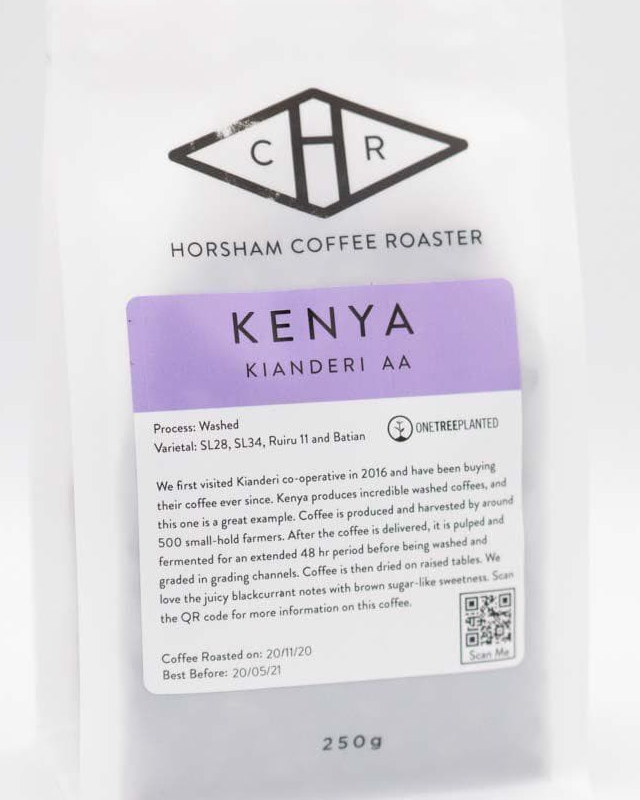 C H R
HORSHAM COFFEE ROASTER
KENYA
KIANDERI AA
Process: Washed
Varietal: SL28, SL34, Ruiru 11 and Batian
ONETREEPLANTED
We first visited Kianderi co-operative in 2016 and have been buying
their coffee ever since. Kenya produces incredible washed coffees, and
this one is a great example. Coffee is produced and harvested by around
500 small-hold farmers. After the coffee is delivered, it is pulped and
fermented for an extended 48 hr period before being washed and
graded in grading channels. Coffee is then dried on raised tables. We
love the juicy blackcurrant notes with brown sugar-like sweetness. Scan
the QR code for more information on this coffee.
Scan Me
Coffee Roasted on: 20/11/20
Best Before: 20/05/21
250g